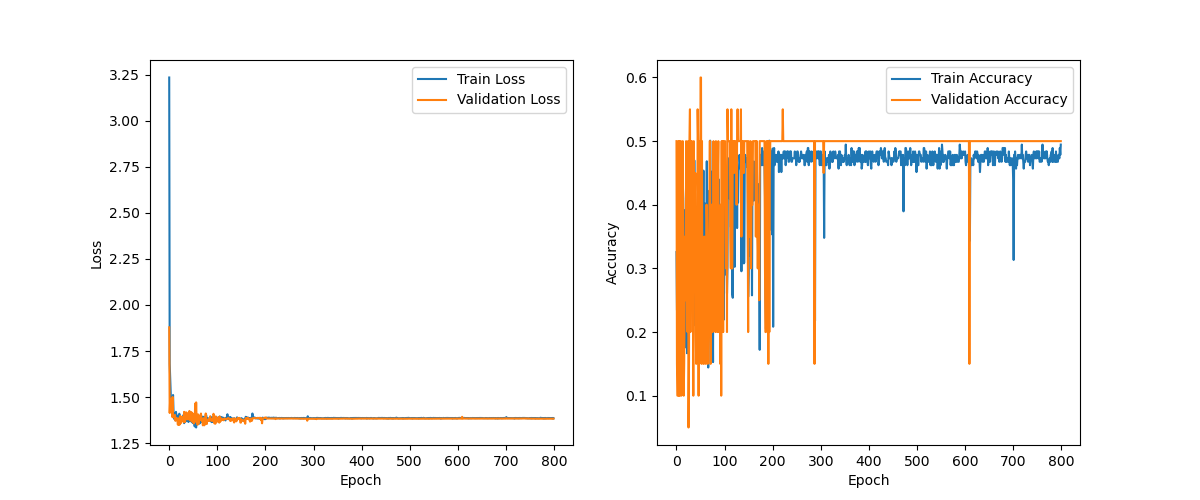 3.25
3.00
2.75
2.50
2.25
2.00
1.75
1.50
1.25
Loss
0 100 200 300 400 500 600 700 800
Epoch
Train Loss
Validation Loss
0.6
0.5
0.4
0.3
0.2
0.1
Accuracy
0 100 200 300 400 500 600 700 800
Epoch
Train Accuracy
Validation Accuracy